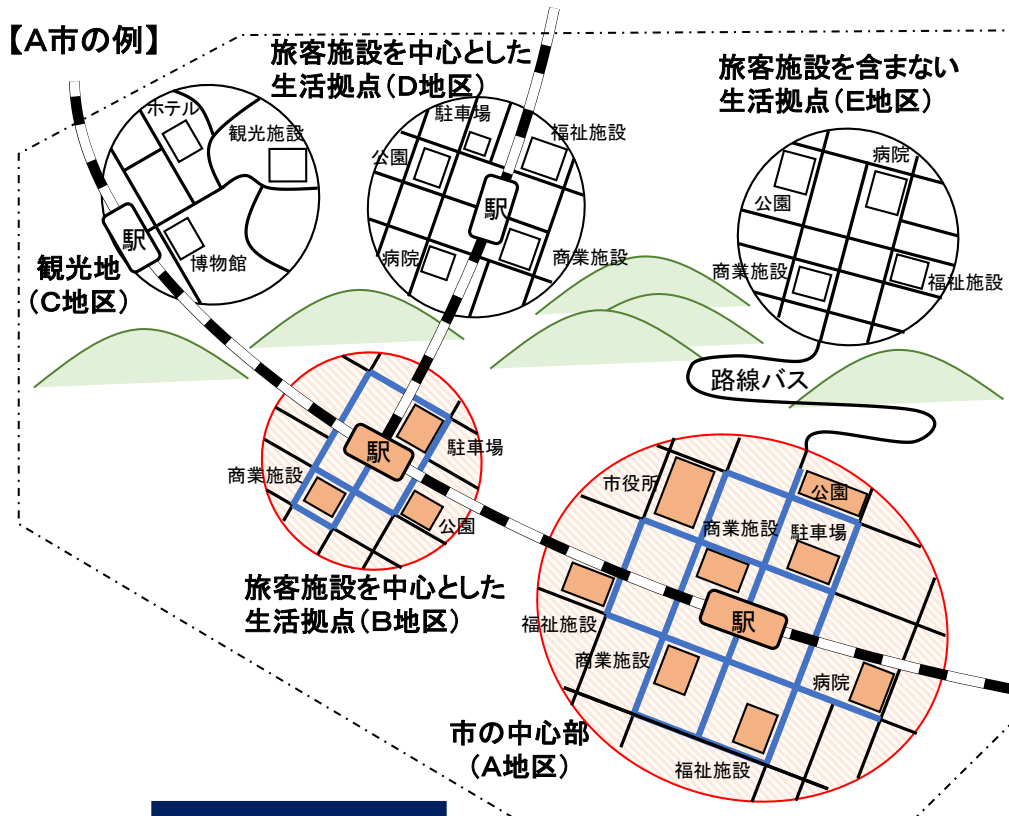 【A市の例】
旅客施設を中心とした
生活拠点（D地区）
旅客施設を含まない
生活拠点（E地区）
ホテル
観光施設
駅
博物館
観光地
（C地区）
駐車場
福祉施設
公園
駅
病院
商業施設
病院
公園
商業施設
福祉施設
路線バス
駅
駐車場
商業施設
公園
旅客施設を中心とした
生活拠点（B地区）
市役所
公園
商業施設
駐車場
福祉施設
駅
商業施設
病院
福祉施設
市の中心部
（A地区）